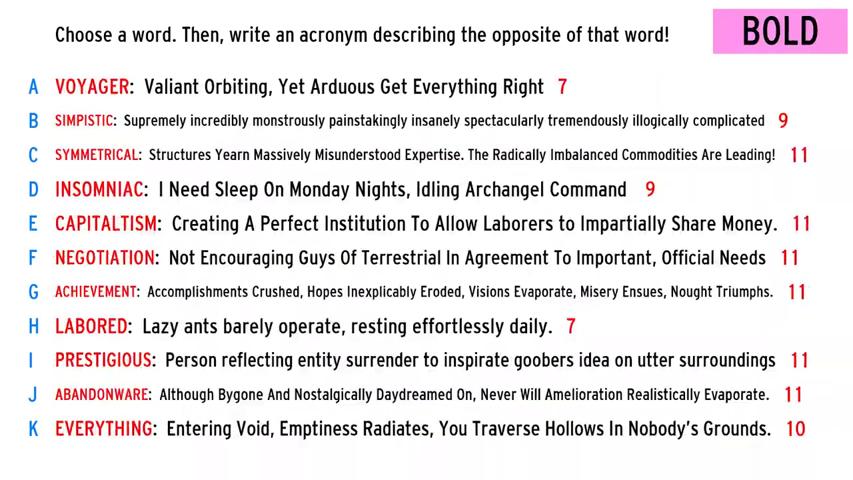 Choose a word. Then, write an acronym describing the opposite of that word!
BOLD
A VOYAGER: Valiant Orbiting, Yet Arduous Get Everything Right 7
B SIMPISTIC: Supremely incredibly monstrously painstakingly insanely spectacularly tremendously illogically complicated 9
C SYMMETRICAL: Structures Yearn Massively Misunderstood Expertise. The Radically Imbalanced Commodities Are Leading! 11
D INSOMNIAC: I Need Sleep On Monday Nights, Idling Archangel Command 9
E CAPITALTISM: Creating A Perfect Institution To Allow Laborers to Impartially Share Money. 11
F NEGOTIATION: Not Encouraging Guys Of Terrestrial In Agreement To Important, Official Needs 11
G ACHIEVEMENT: Accomplishments Crushed, Hopes Inexplicably Eroded, Visions Evaporate, Misery Ensues, Nought Triumphs. 11
H LABORED: Lazy ants barely operate, resting effortlessly daily. 7
I PRESTIGIOUS: Person reflecting entity surrender to inspirate goobers idea on utter surroundings 11
J ABANDONWARE: Although Bygone And Nostalgically Daydreamed On, Never Will Amelioration Realistically Evaporate. 11
K EVERYTHING: Entering Void, Emptiness Radiates, You Traverse Hollows In Nobody's Grounds. 10